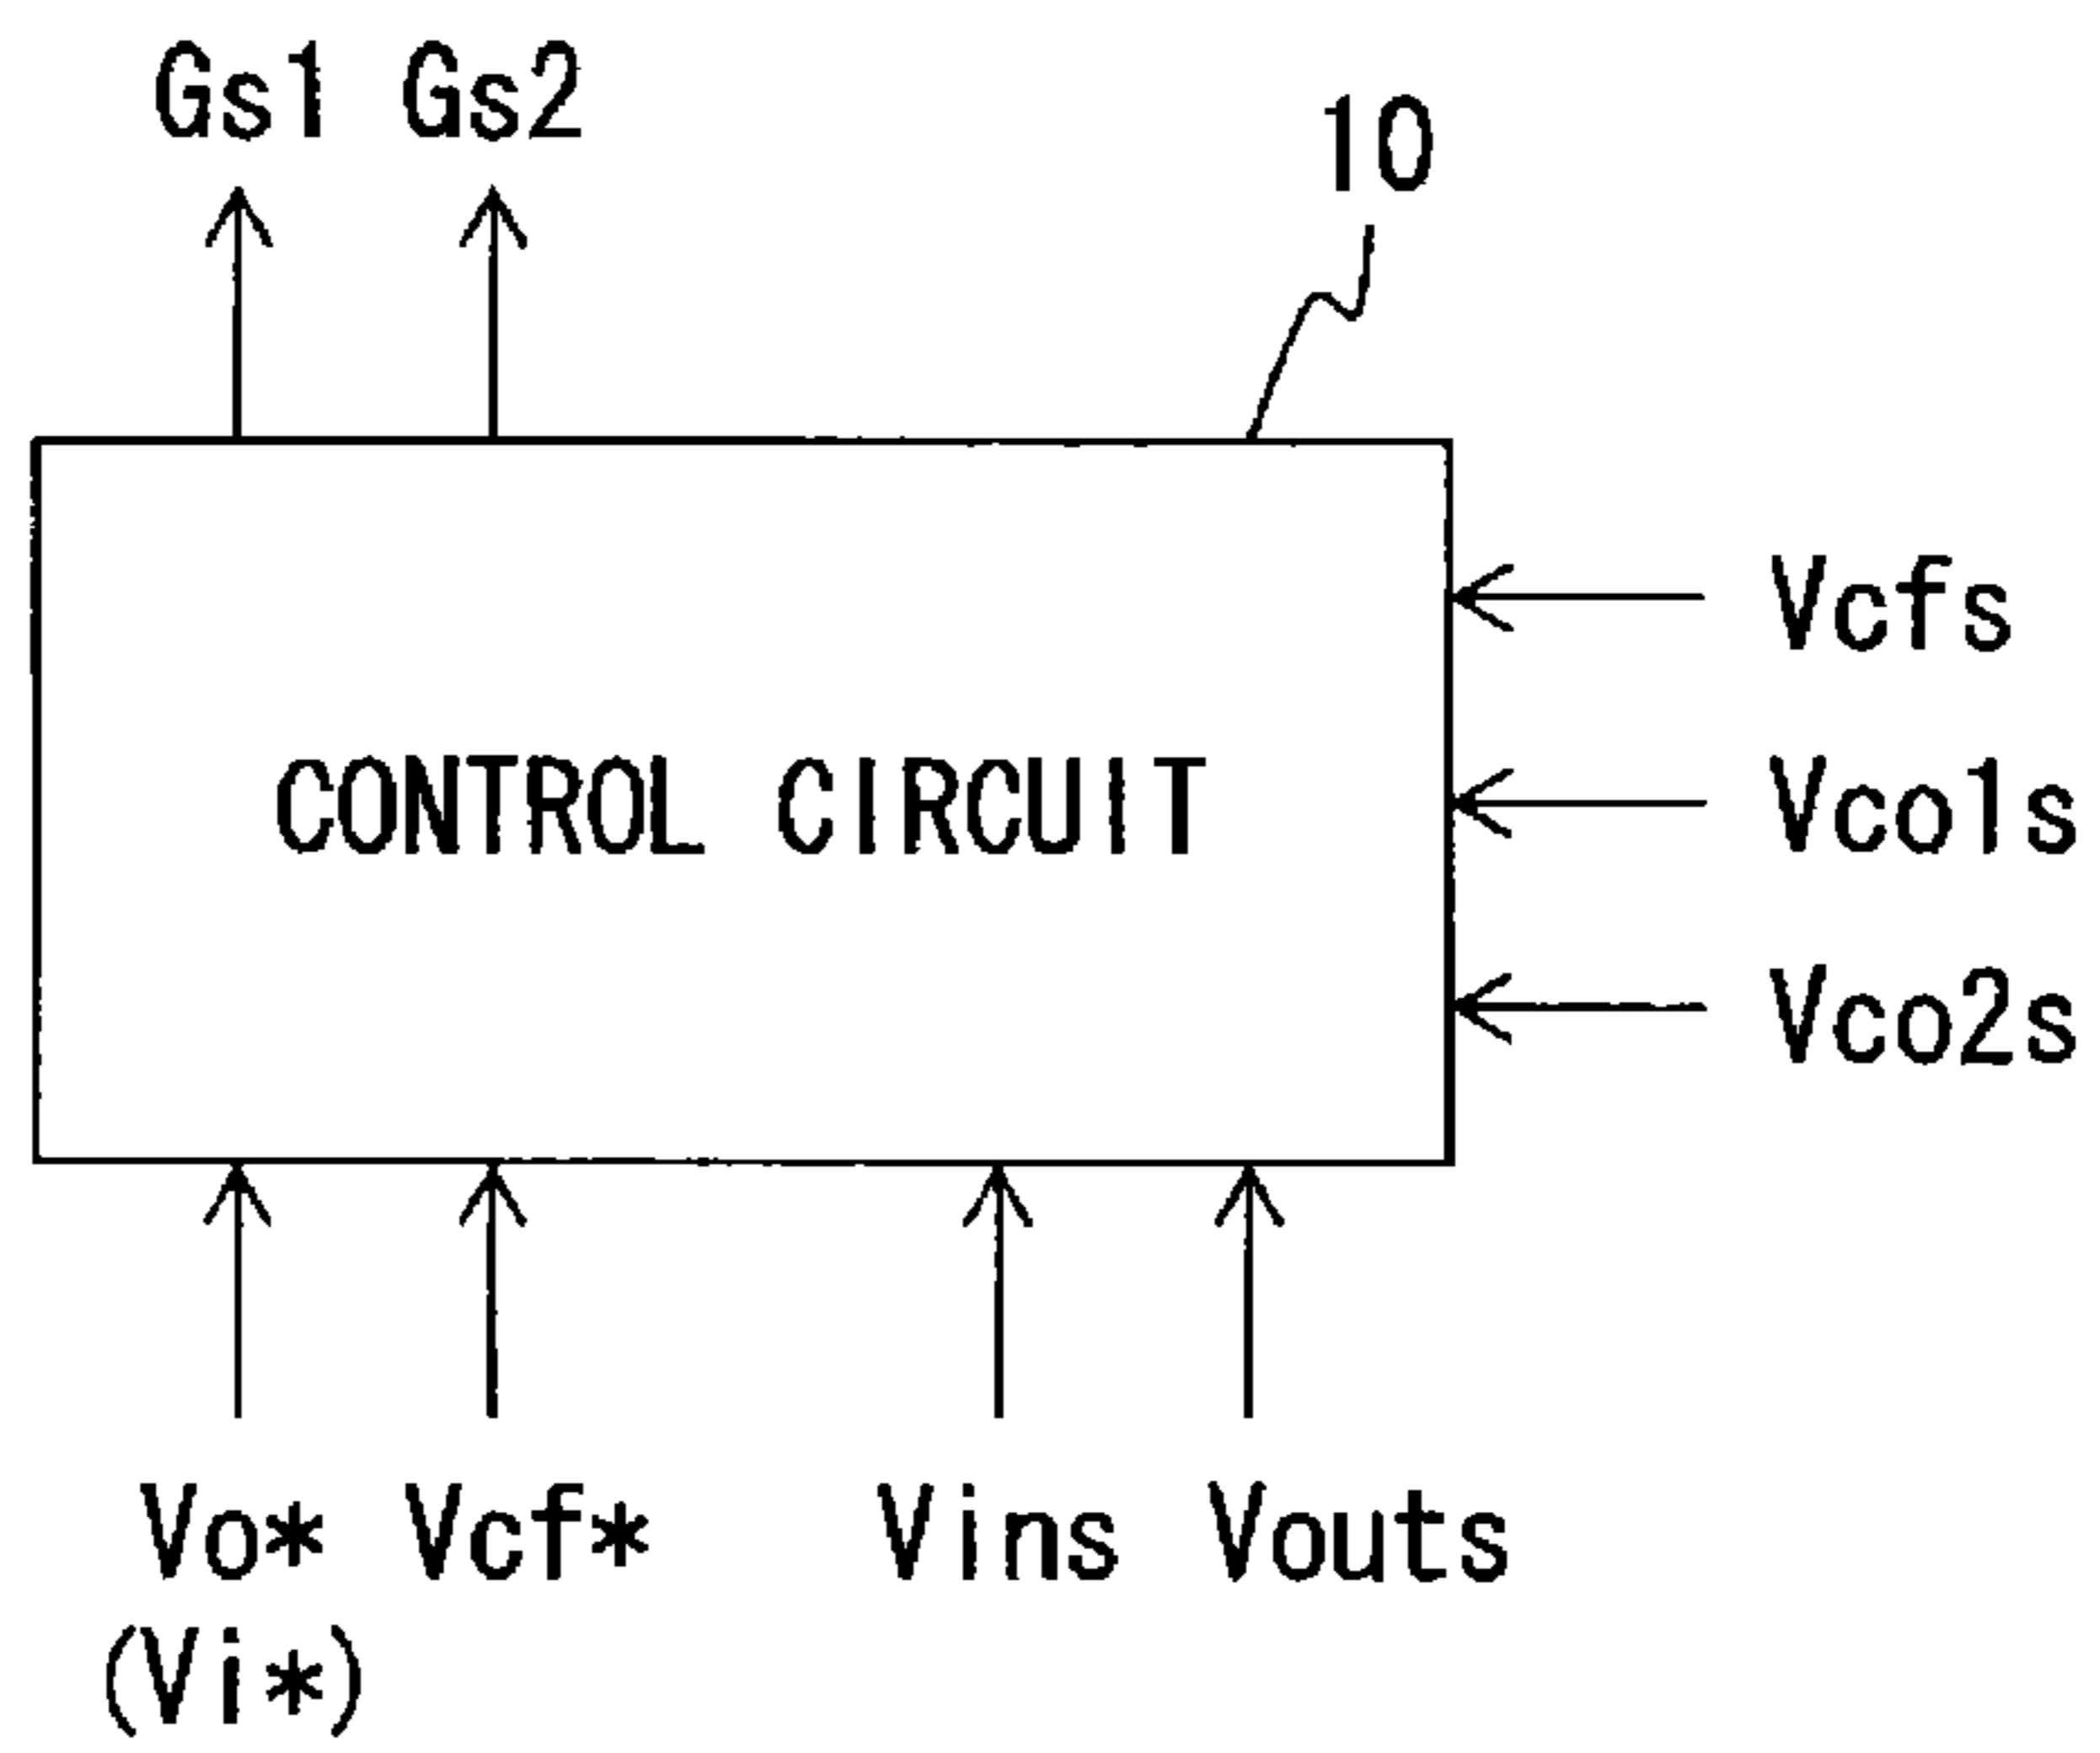 Gs1 Gs2
10
Vcfs
CONTROL CIRCUIT
Vco1s
Vco2s
Vo* Vcf* Vins Vouts
(Vi*)